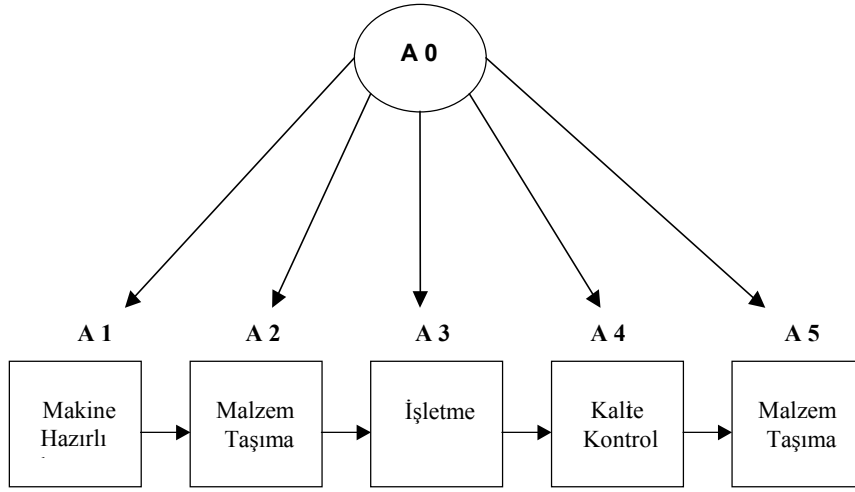 A 0
A 1
A 2
A 3
A 4
A 5
Makine
Hazırlı
Malzem
Taşıma
İşletme
Kalite
Kontrol
Malzem
Taşıma